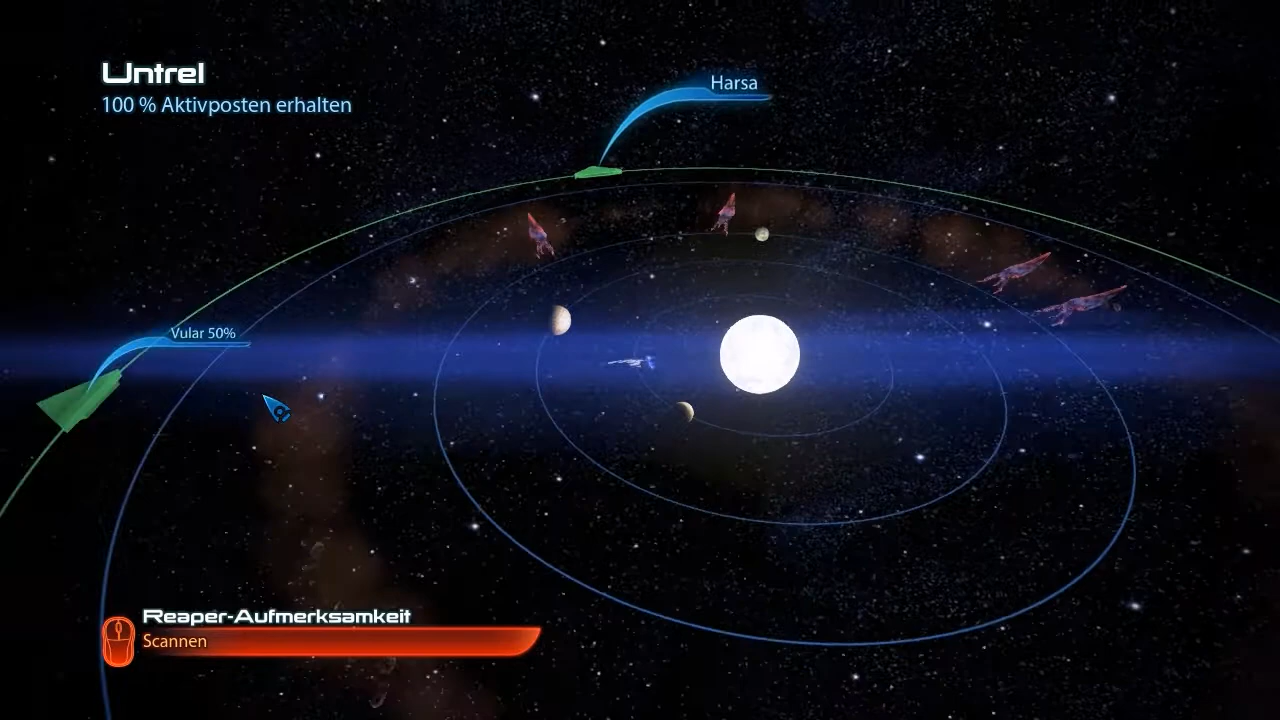 Untrel
100 % Aktivposten erhalten
Harsa
Vular 50%
Reaper-Aufmerksamkeit
Scannen